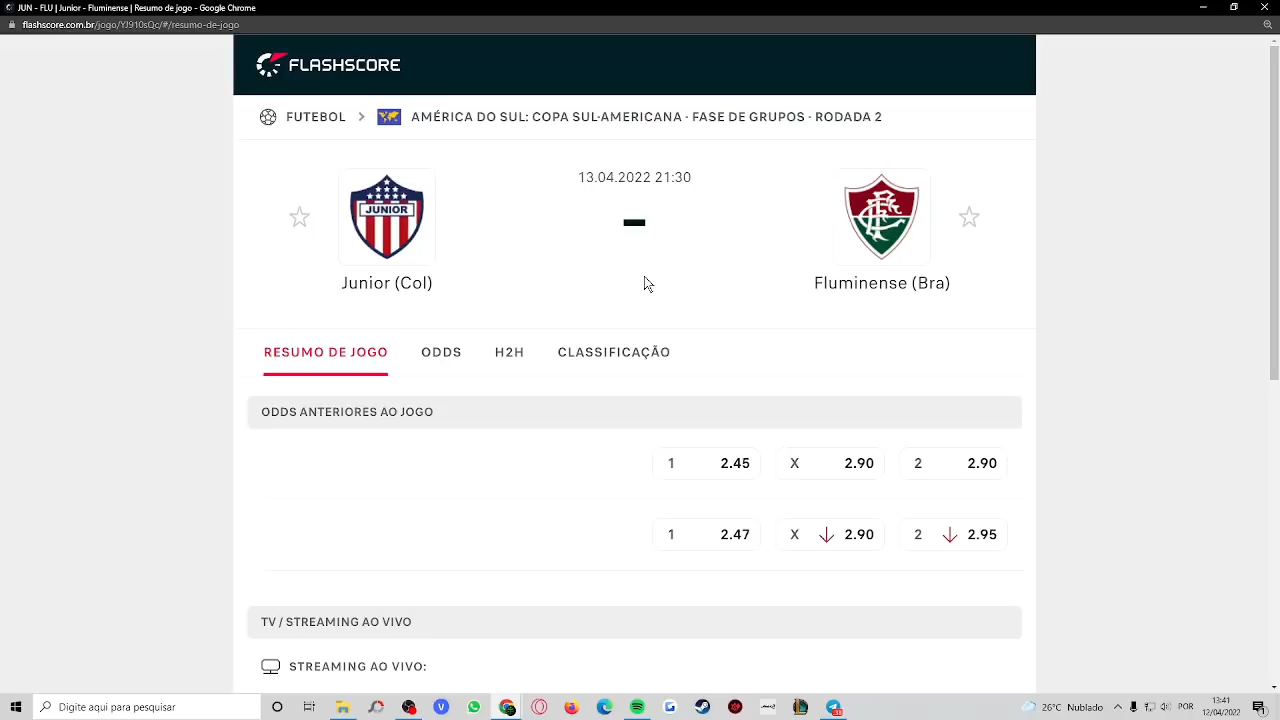 JUN - FLU | Junior - Fluminense | Resumo de jogo - Google Chrome
flashscore.com.br/jogo/YJ91SQfc/#/resumo-de-jogo
FLASHSCORE
FUTEBOL > AMÉRICA DO SUL: COPA SUL-AMERICANA - FASE DE GRUPOS - RODADA 2
13.04.2022 21:30
-
JUNIOR
Junior (Col)
Fluminense (Bra)
RESUMO DE JOGO ODDS H2H CLASSIFICAÇÃO
ODDS ANTERIORES AO JOGO
1 2.45 X 2.90 2 2.90
1 2.47 X 2.90 2 2.95
TV / STREAMING AO VIVO
STREAMING AO VIVO:
Digite aqui para pesquisar
26°C Nublado
POR
13:41
12/04/2022